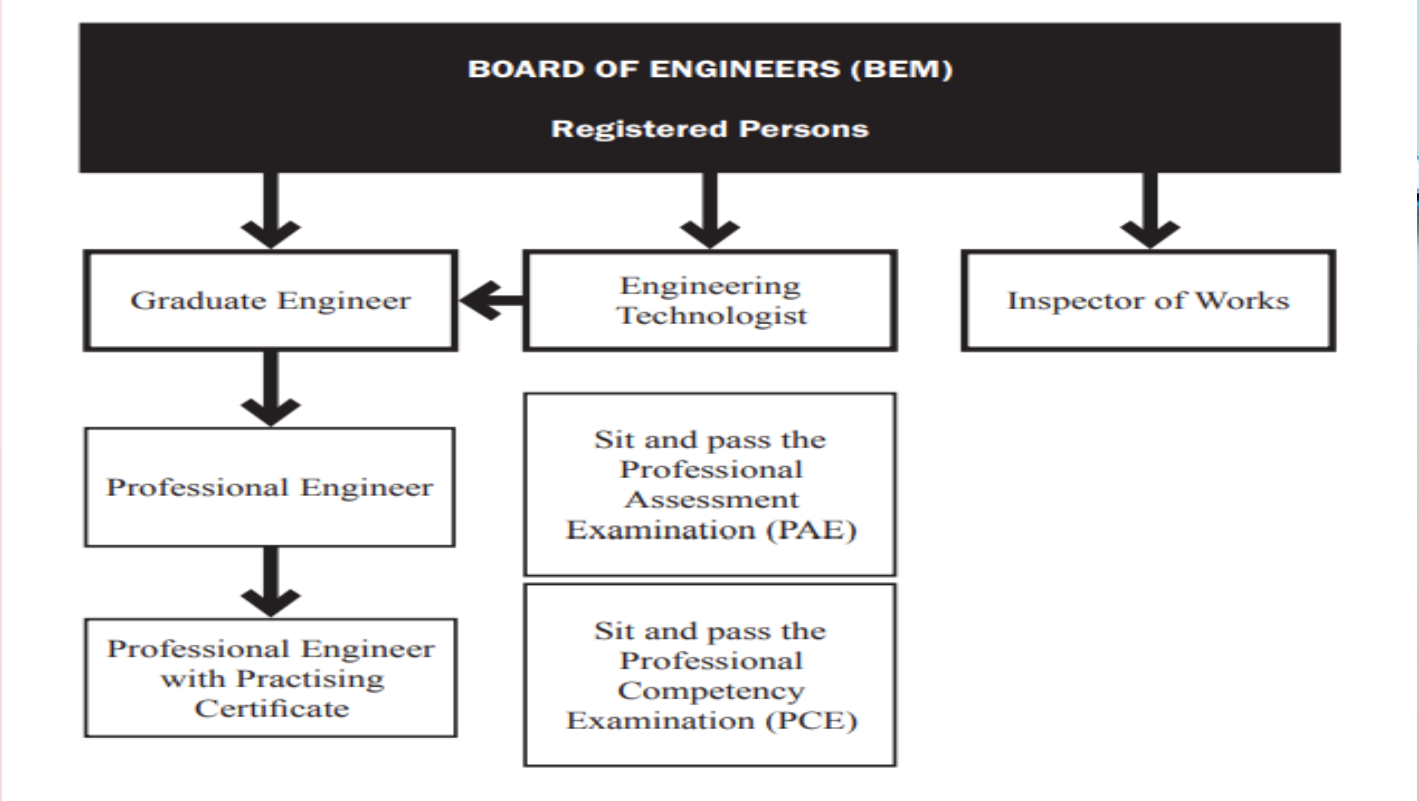 BOARD OF ENGINEERS (BEM)
Registered Persons
Graduate Engineer
Engineering
Technologist
Inspector of Works
Professional Engineer
Sit and pass the
Professional
Assessment
Examination (PAE)
Professional Engineer
with Practising
Certificate
Sit and pass the
Professional
Competency
Examination (PCE)